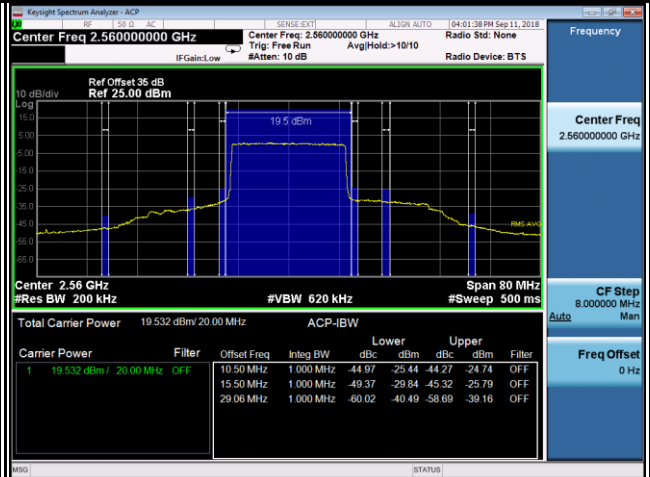 Keysight Spectrum Analyzer - ACP
RF 50 Ω AC SENSE:EXT ALIGN AUTO 04:01:38 PM Sep 11, 2018
Center Freq 2.560000000 GHz
Center Freq: 2.560000000 GHz Radio Std: None
Trig: Free Run Avg|Hold:>10/10
IFGain:Low #Atten: 10 dB Radio Device: BTS
Frequency
Ref Offset 35 dB
10 dB/div Ref 25.00 dBm
Log
15.0
5.00
-5.00
-15.0
-25.0
-35.0
-45.0
-55.0
-65.0
19.5 dBm
RMS-AVG
Center 2.56 GHz Span 80 MHz
#Res BW 200 kHz #VBW 620 kHz #Sweep 500 ms
Center Freq
2.560000000 GHz
CF Step
8.000000 MHz
Auto Man
Freq Offset
0 Hz
Total Carrier Power 19.532 dBm/ 20.00 MHz ACP-IBW
Lower Upper
Carrier Power Filter Offset Freq Integ BW dBc dBm dBc dBm Filter
1 19.532 dBm / 20.00 MHz OFF 10.50 MHz 1.000 MHz -44.97 -25.44 -44.27 -24.74 OFF
15.50 MHz 1.000 MHz -49.37 -29.84 -45.32 -25.79 OFF
29.06 MHz 1.000 MHz -60.02 -40.49 -58.69 -39.16 OFF
MSG STATUS